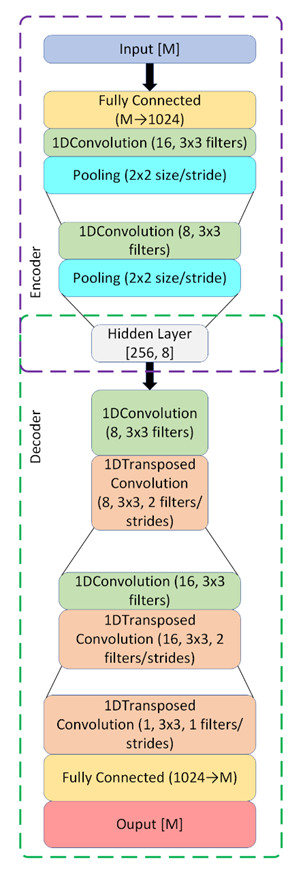 Input [M]
Fully Connected
(M→1024)
1DConvolution (16, 3x3 filters)
Pooling (2x2 size/stride)
1DConvolution (8, 3x3
filters)
Pooling (2x2 size/stride)
Encoder
Hidden Layer
[256, 8]
Decoder
1DConvolution
(8, 3x3 filters)
1DTransposed
Convolution
(8, 3x3, 2 filters/
strides)
1DConvolution (16, 3x3
filters)
1DTransposed
Convolution (16, 3x3, 2
filters/strides)
1DTransposed
Convolution (1, 3x3, 1 filters/
strides)
Fully Connected (1024→M)
Ouput [M]